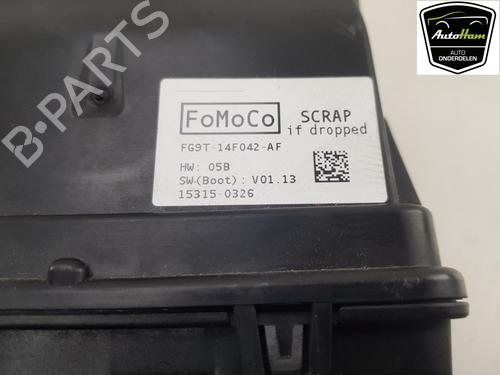 AutoHam
AUTO
ONDERDELEN
B-PARTS
FoMoCo
SCRAP
if dropped
FG9T-14F042-AF
HW: 05B
SW(Boot): V01.13
15315-0326